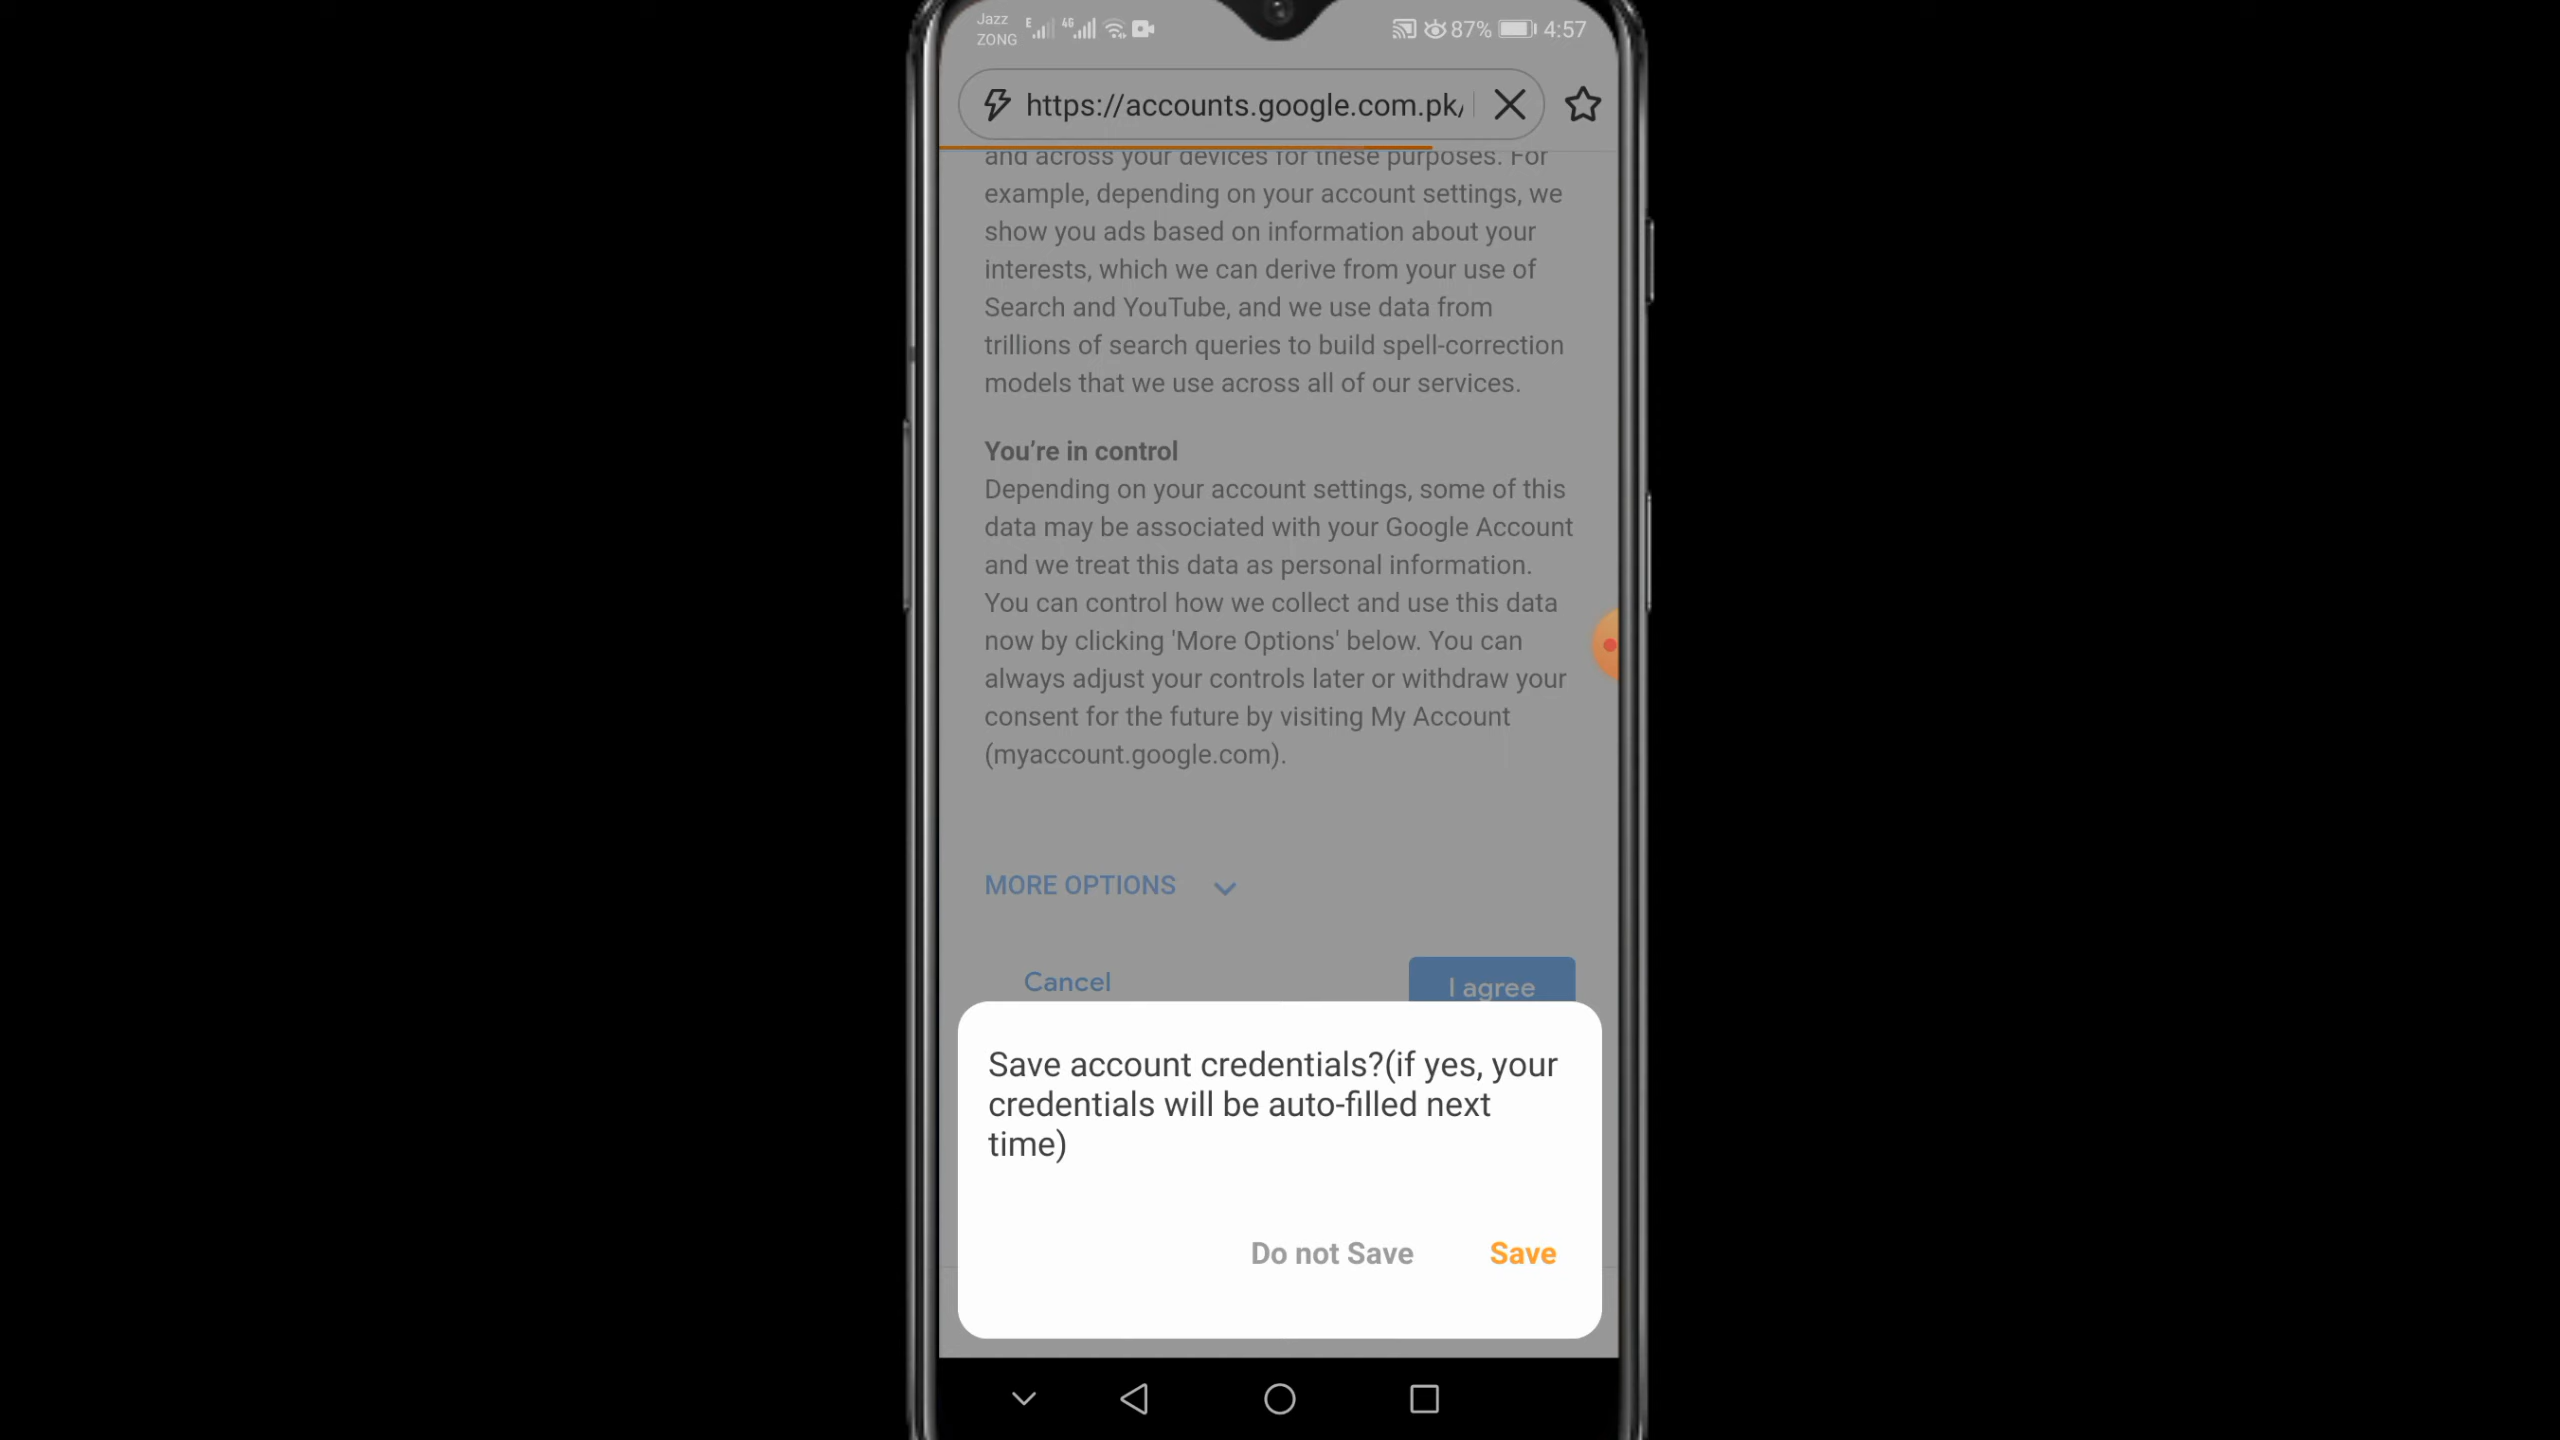 Jazz
ZONG
E
4G
87%
4:57
https://accounts.google.com.pk/
and across your devices for these purposes. For
example, depending on your account settings, we
show you ads based on information about your
interests, which we can derive from your use of
Search and YouTube, and we use data from
trillions of search queries to build spell-correction
models that we use across all of our services.
You’re in control
Depending on your account settings, some of this
data may be associated with your Google Account
and we treat this data as personal information.
You can control how we collect and use this data
now by clicking 'More Options' below. You can
always adjust your controls later or withdraw your
consent for the future by visiting My Account
(myaccount.google.com).
MORE OPTIONS
Cancel
I agree
Save account credentials?(if yes, your
credentials will be auto-filled next
time)
Do not Save
Save